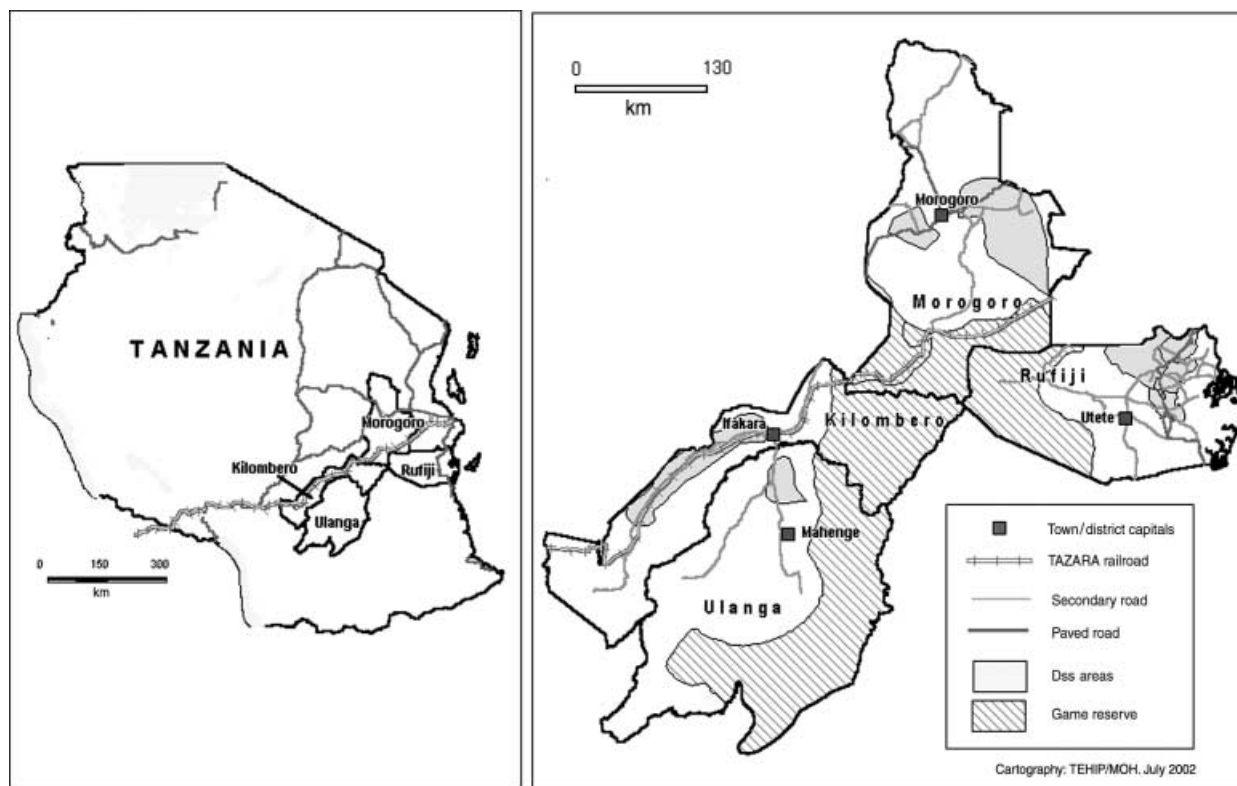 TANZANIA
Morogoro
Kilombero
Rufiji
Ulanga
0 150 300
km
0 130
km
Morogoro
Morogoro
Rufiji
Utete
Ifakara
Kilombero
Mahenge
Ulanga
Town/district capitals
TAZARA railroad
Secondary road
Paved road
Dss areas
Game reserve
Cartography: TEHIP/MOH. July 2002